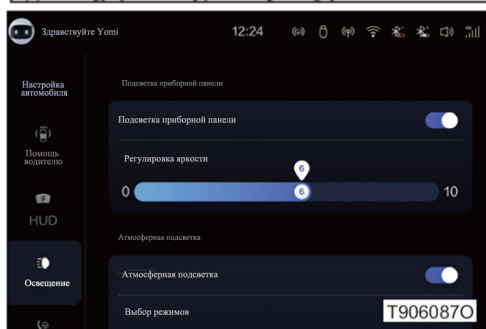 Здравствуйте Yomi
12:24
Настройка
автомобиля
Помощь
водителю
HUD
Освещение
Подсветка приборной панели
Подсветка приборной панели
Регулировка яркости
6
0
6
10
Атмосферная подсветка
Атмосферная подсветка
Выбор режимов
T906087O